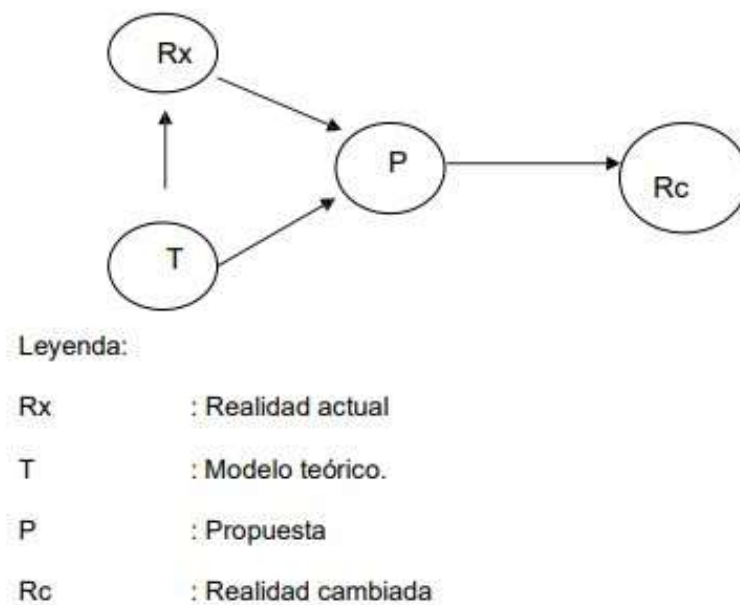 Rx
P
Rc
T
Leyenda:
Rx : Realidad actual
T : Modelo teórico.
P : Propuesta
Rc : Realidad cambiada